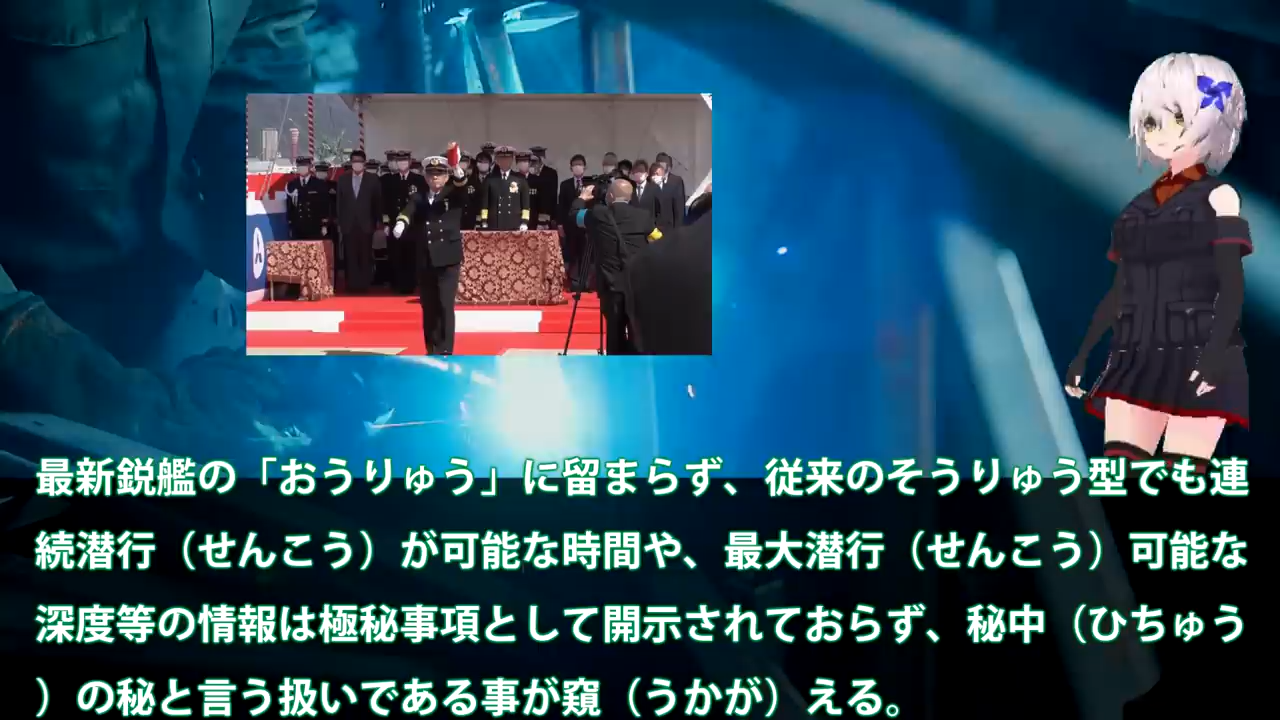 最新鋭艦の「おうりゅう」に留まらず、従来のそうりゅう型でも連
続潜行（せんこう）が可能な時間や、最大潜行（せんこう）可能な
深度等の情報は極秘事項として開示されておらず、秘中（ひちゅう
）の秘と言う扱いである事が窺（うかが）える。